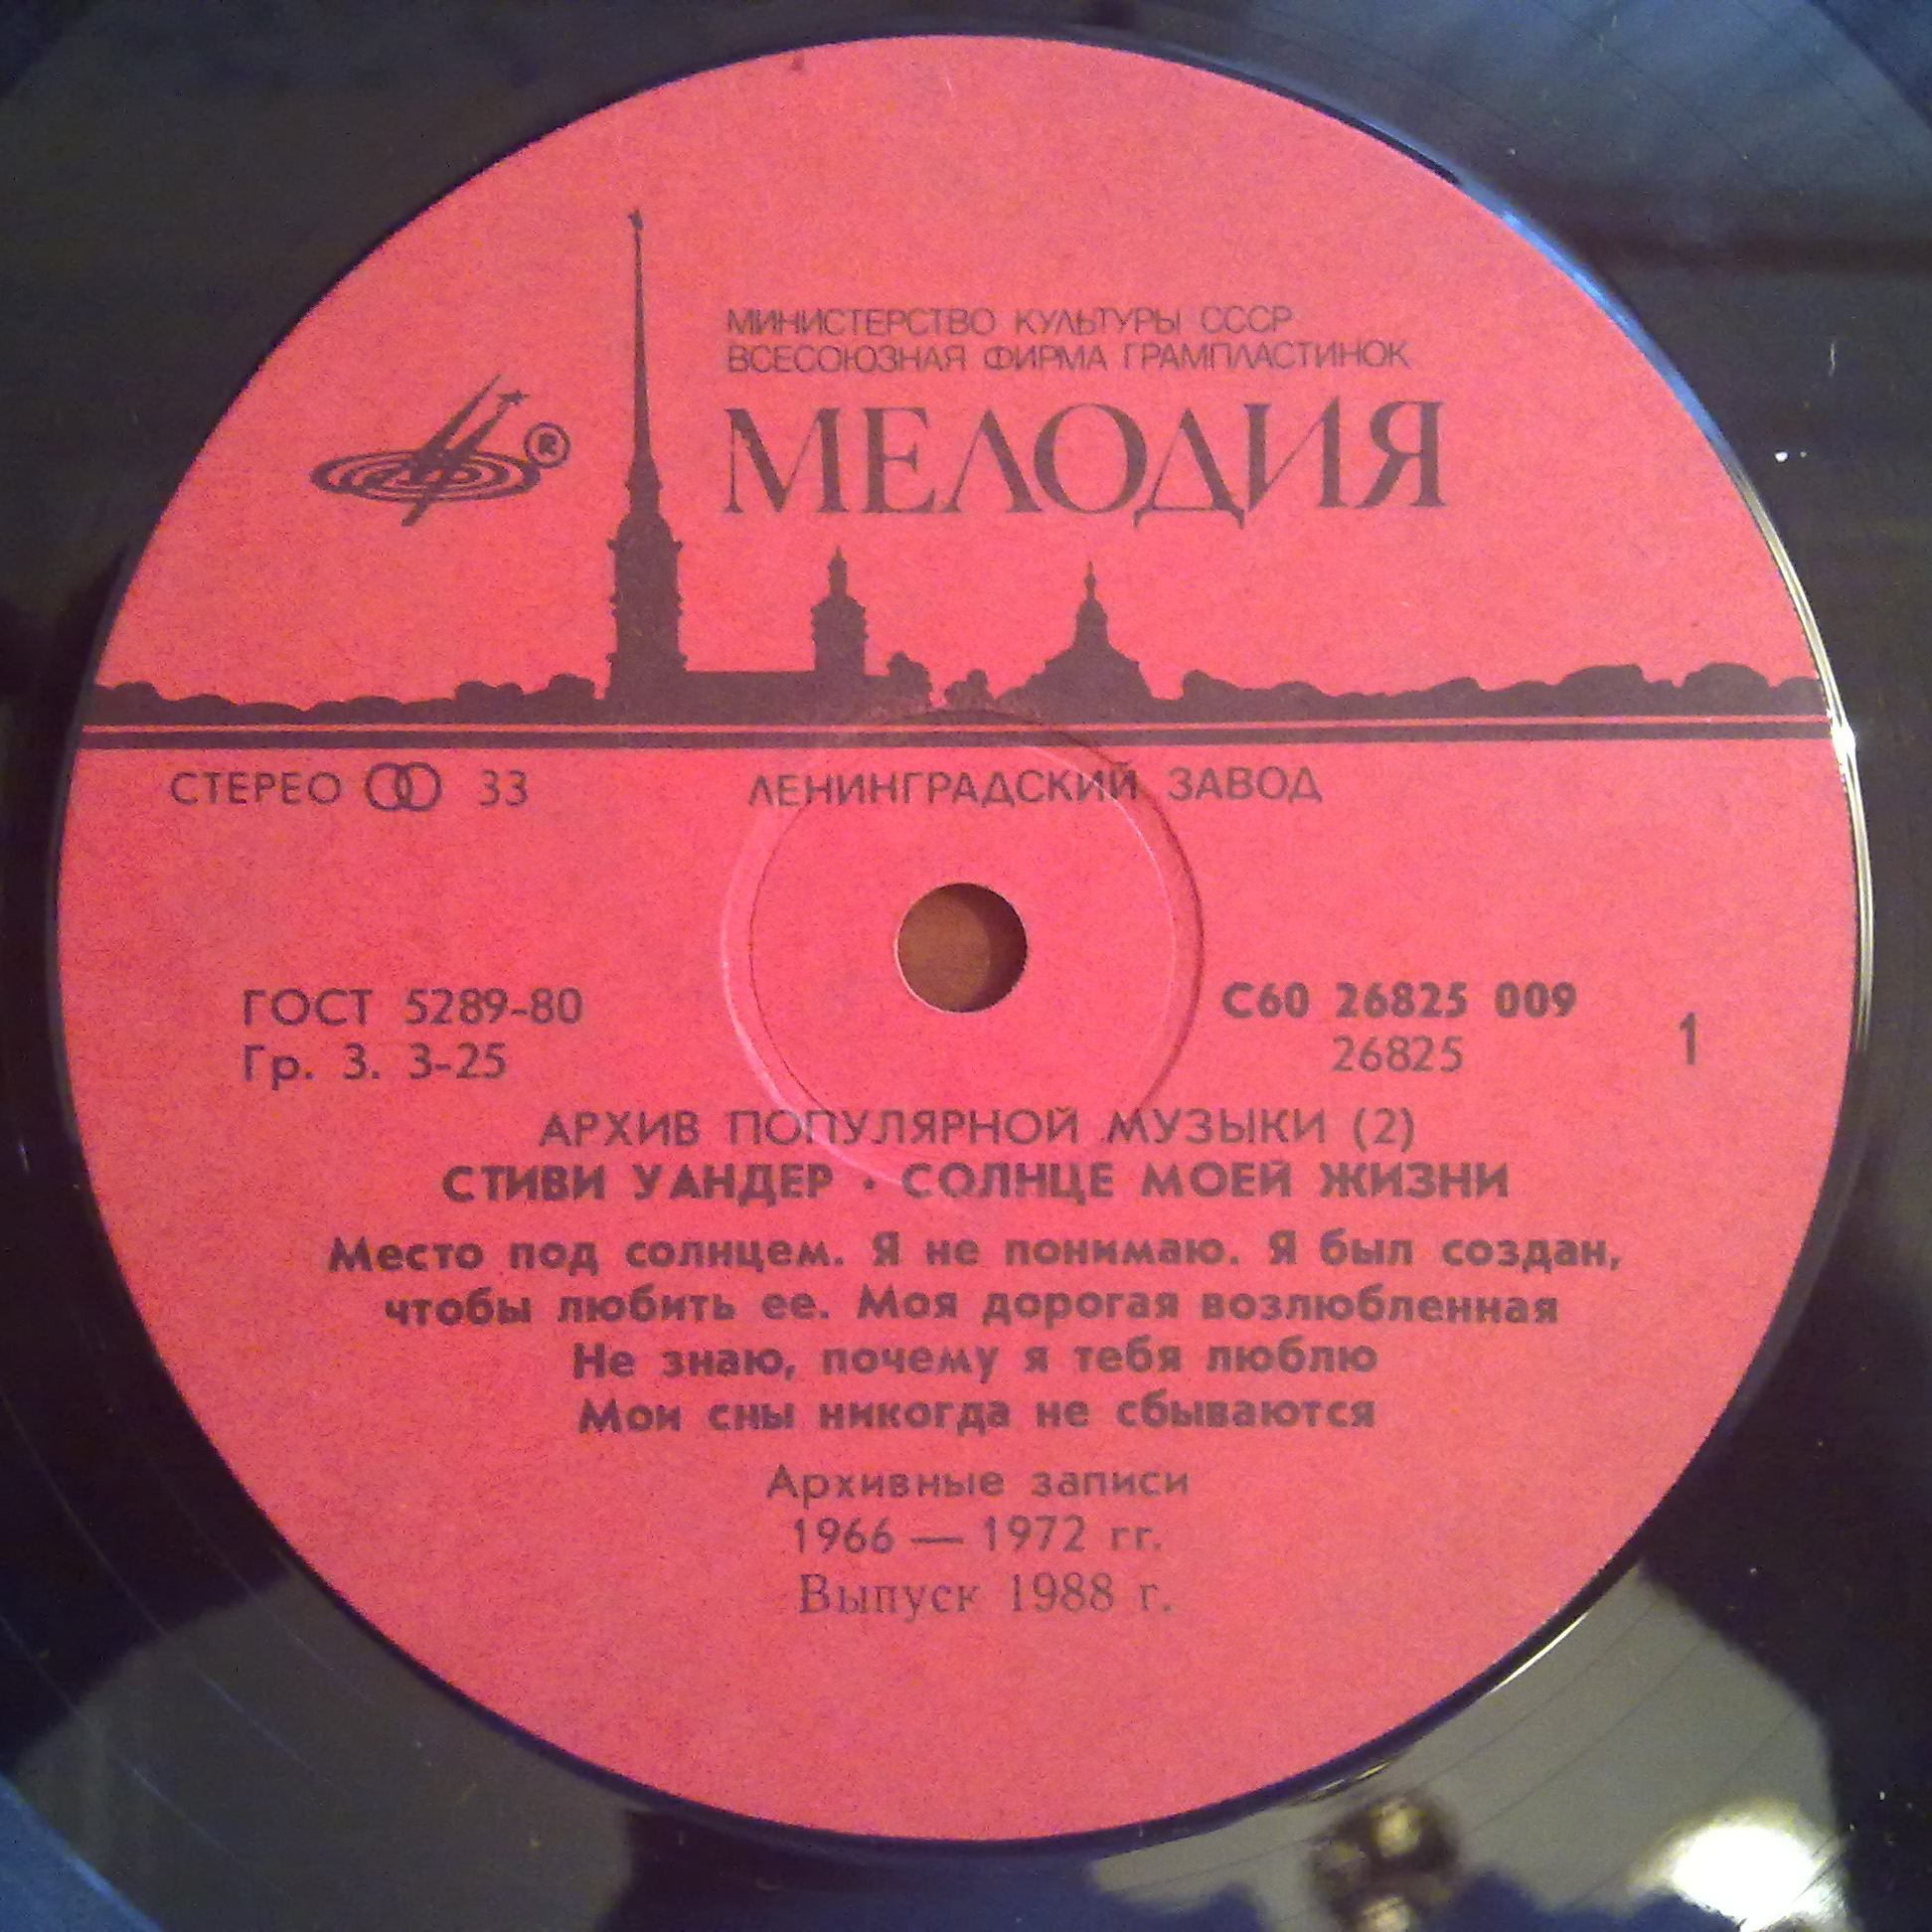 МИНИСТЕРСТВО КУЛЬТУРЫ СССР
ВСЕСОЮЗНАЯ ФИРМА ГРАМПЛАСТИНОК
МЕЛОДИЯ
®
СТЕРЕО 33 ЛЕНИНГРАДСКИЙ ЗАВОД
ГОСТ 5289-80 С60 26825 009
Гр. 3. 3-25 26825 1
АРХИВ ПОПУЛЯРНОЙ МУЗЫКИ (2)
СТИВИ УАНДЕР · СОЛНЦЕ МОЕЙ ЖИЗНИ
Место под солнцем. Я не понимаю. Я был создан,
чтобы любить ее. Моя дорогая возлюбленная
Не знаю, почему я тебя люблю
Мои сны никогда не сбываются
Архивные записи
1966 — 1972 гг.
Выпуск 1988 г.